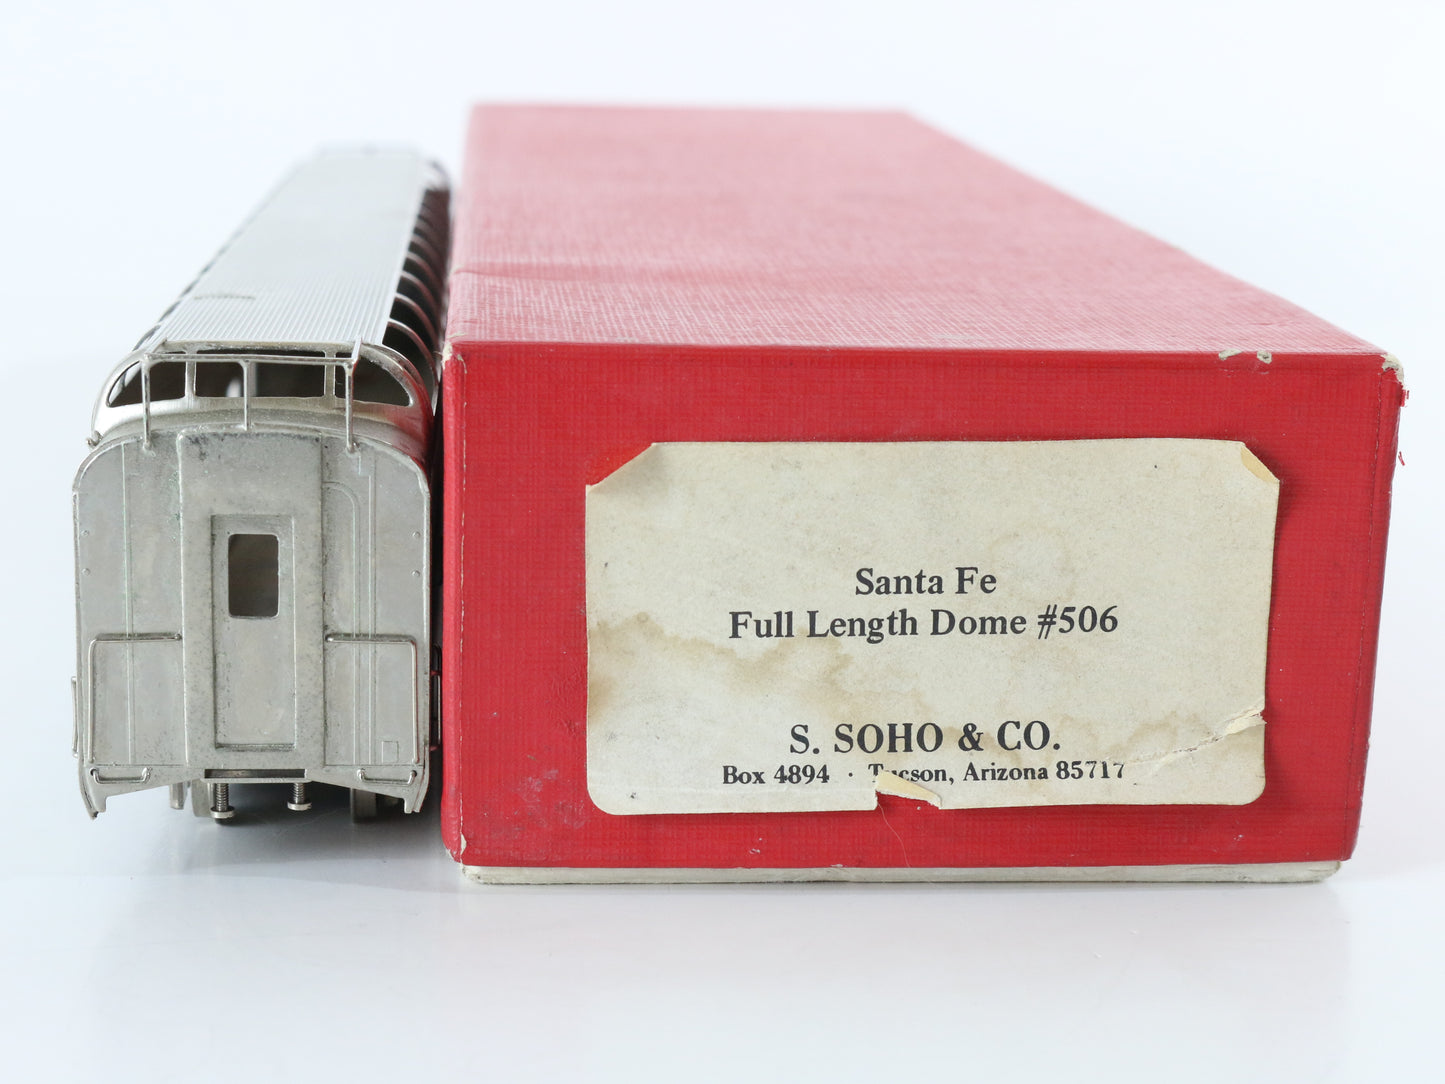 Santa Fe
Full Length Dome #506
S. SOHO & CO.
Box 4894 · Tucson, Arizona 85717